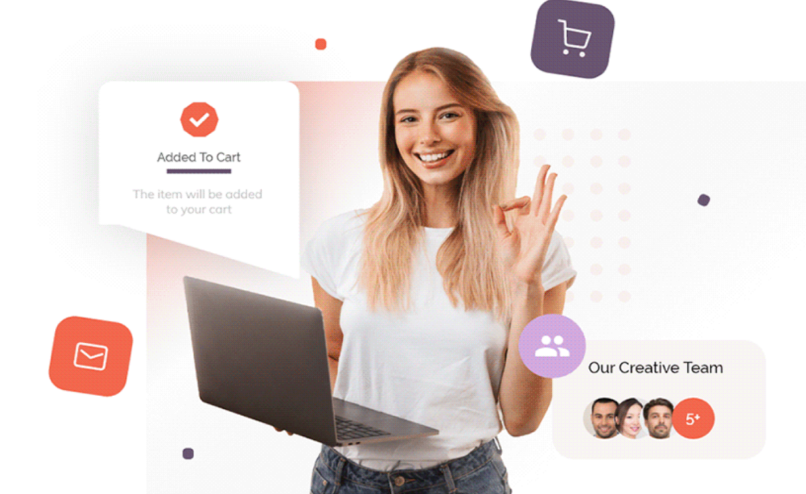 Added To Cart
The item will be added
to your cart
Our Creative Team
5+